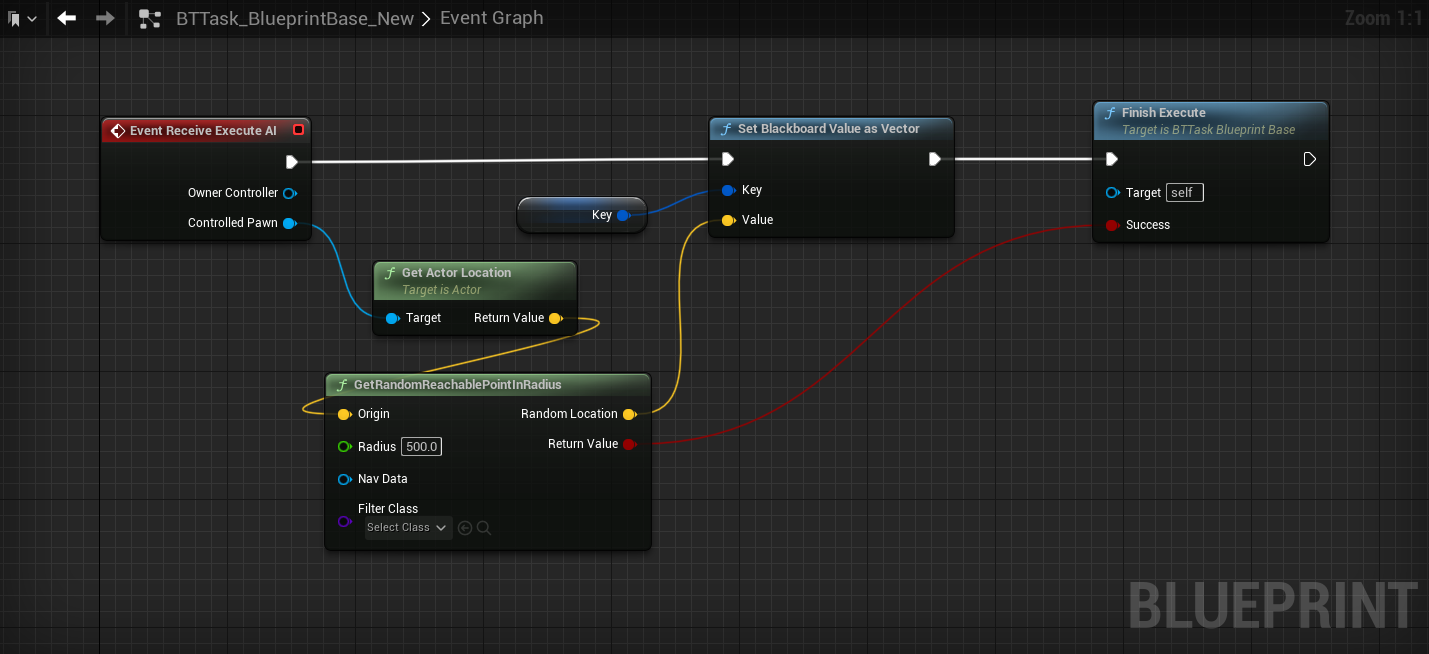 BTTask_BlueprintBase_New > Event Graph
Zoom 1:1
Event Receive Execute AI
Owner Controller
Controlled Pawn
Key
Get Actor Location
Target is Actor
Target Return Value
GetRandomReachablePointInRadius
Origin Random Location
Radius 500.0 Return Value
Nav Data
Filter Class
Select Class
Set Blackboard Value as Vector
Key
Value
Finish Execute
Target is BTTask Blueprint Base
Target self
Success
BLUEPRINT